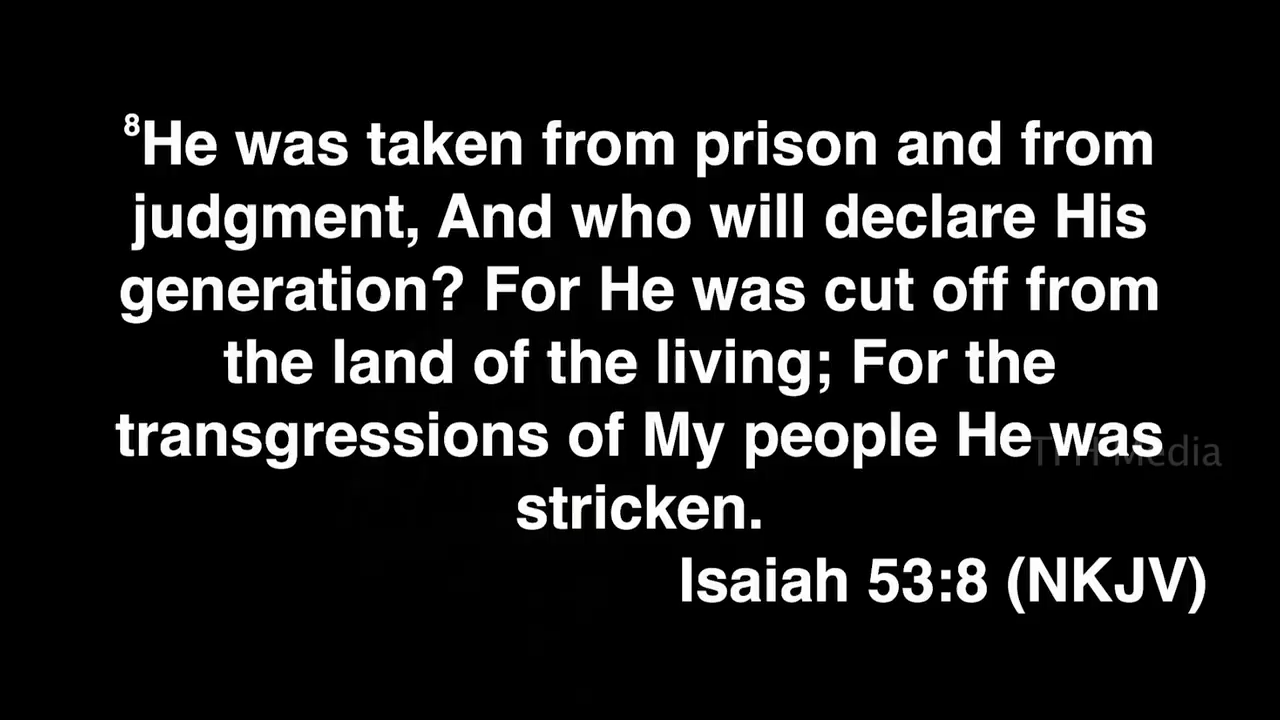 8He was taken from prison and from
judgment, And who will declare His
generation? For He was cut off from
the land of the living; For the
transgressions of My people He was
stricken.
Isaiah 53:8 (NKJV)
Media